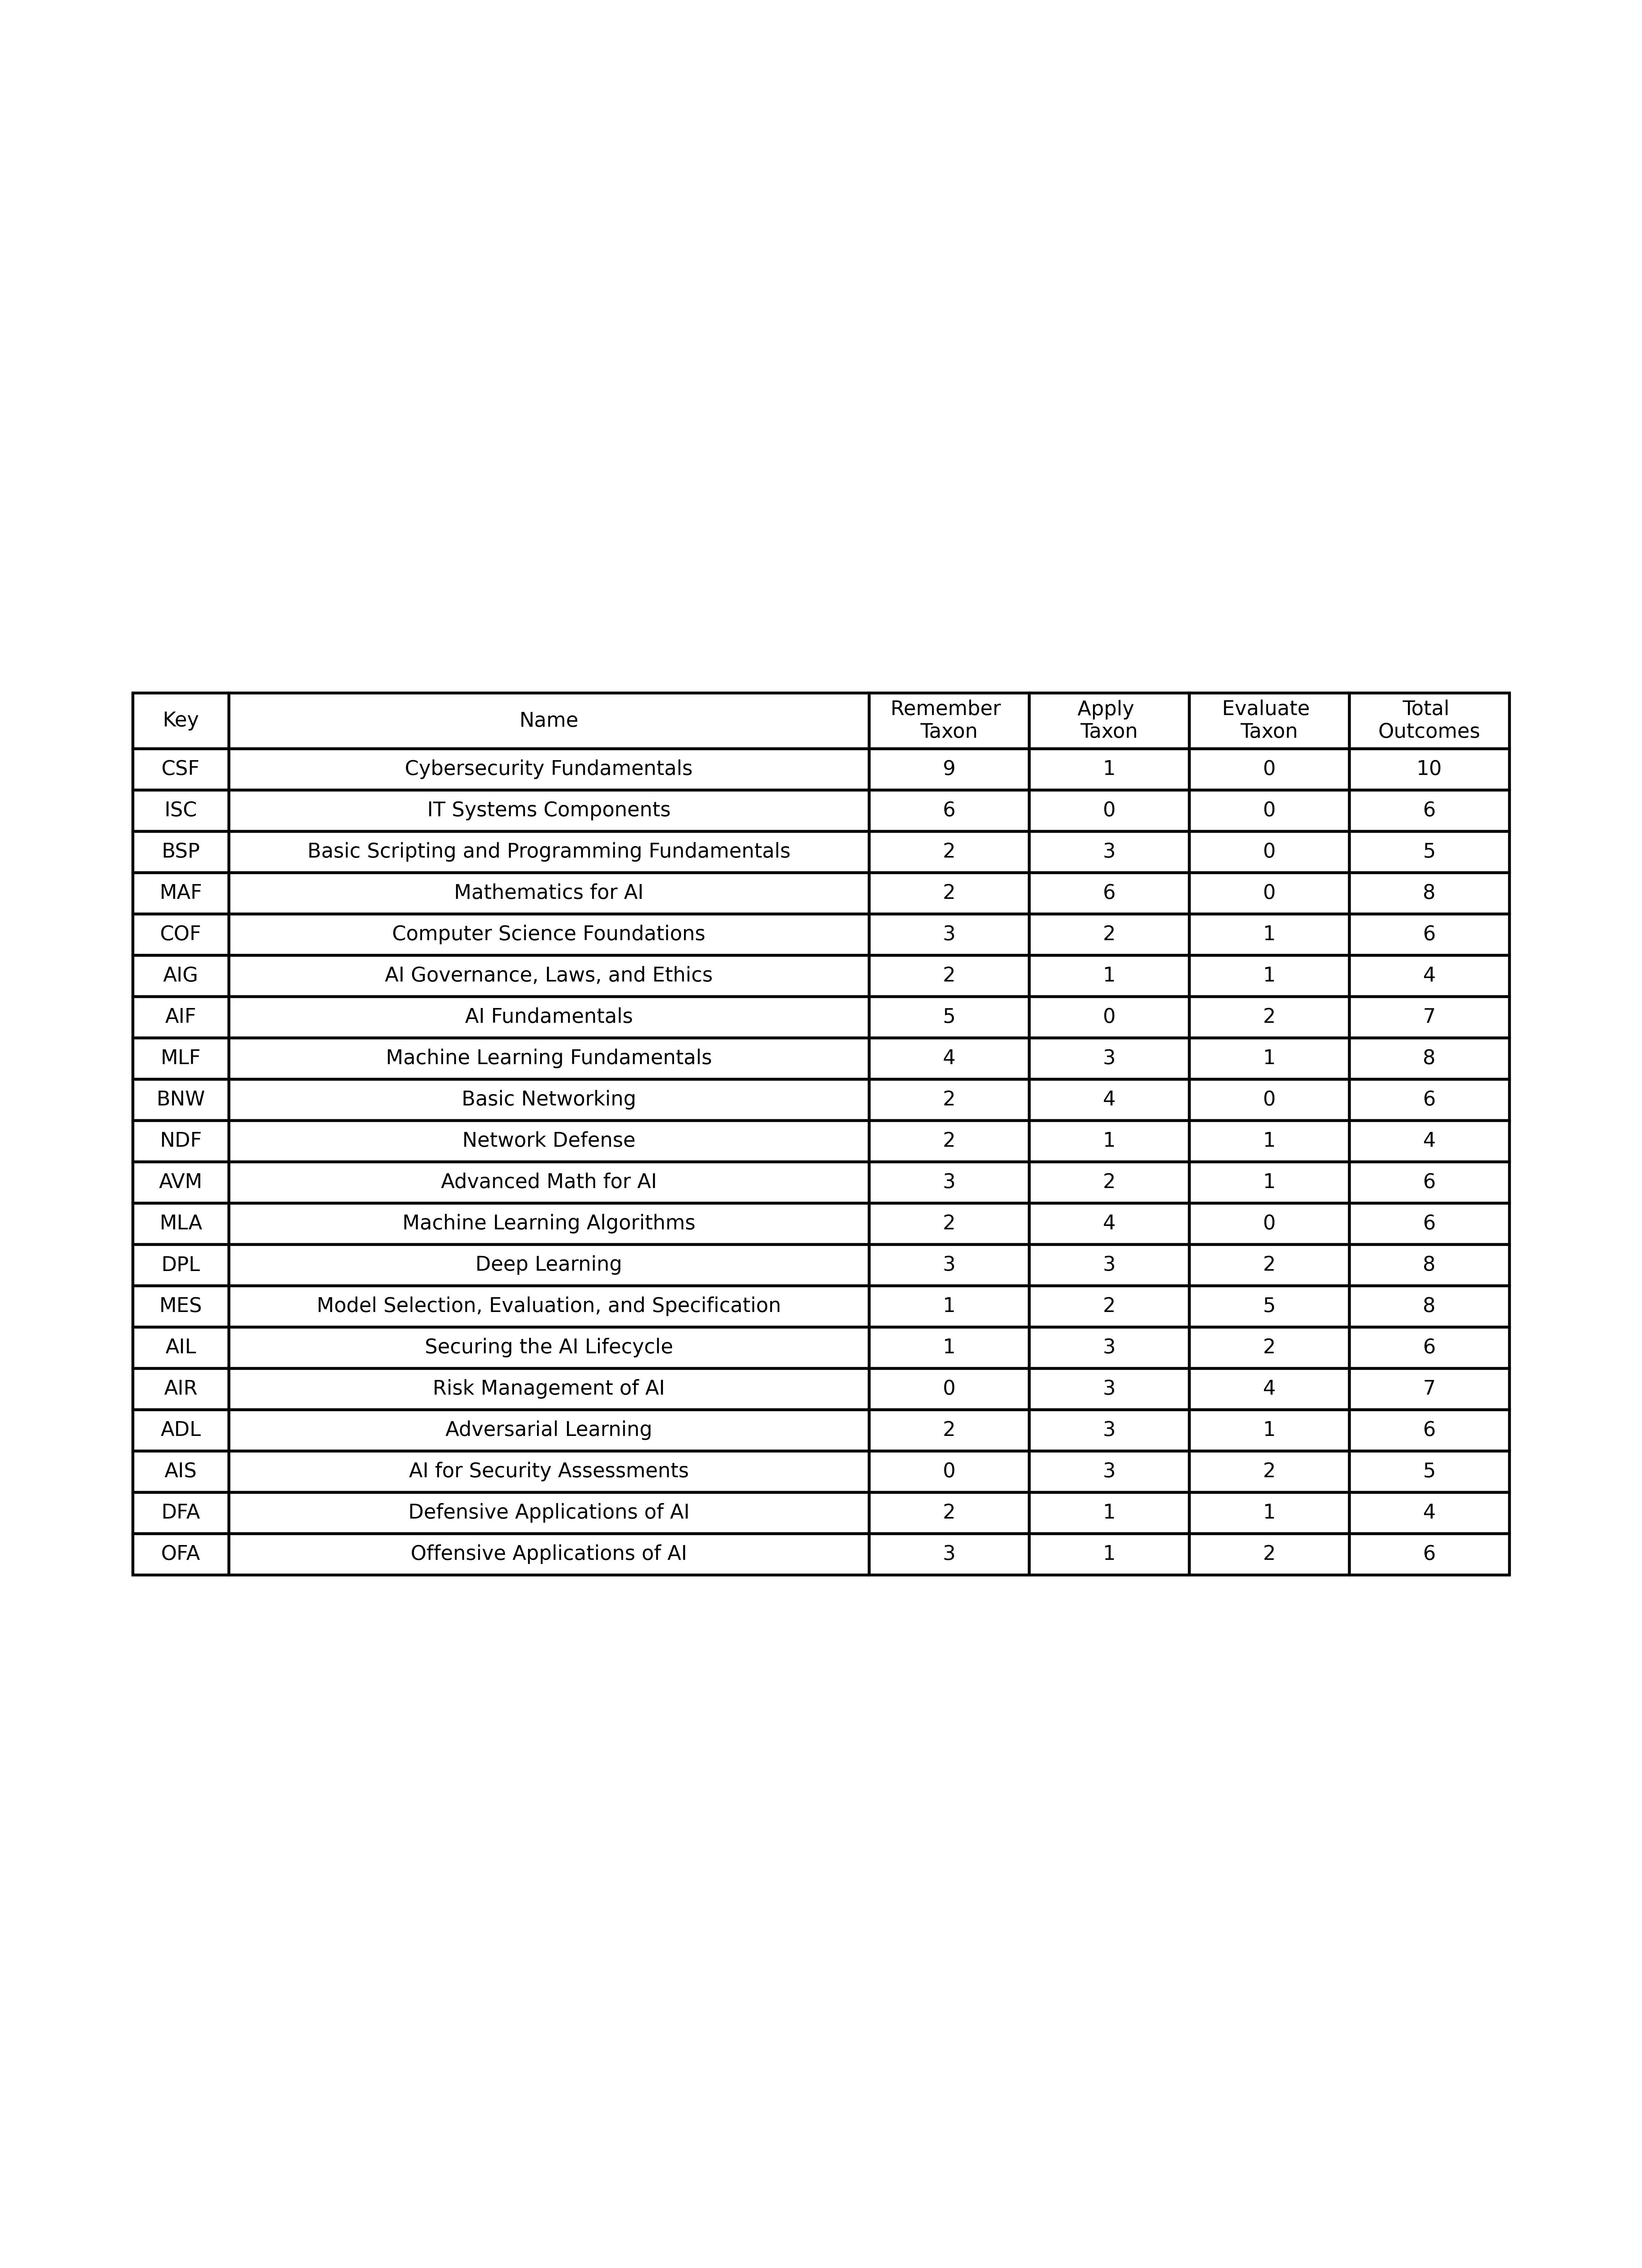 Key Name Remember Taxon Apply Taxon Evaluate Taxon Total Outcomes
CSF Cybersecurity Fundamentals 9 1 0 10
ISC IT Systems Components 6 0 0 6
BSP Basic Scripting and Programming Fundamentals 2 3 0 5
MAF Mathematics for AI 2 6 0 8
COF Computer Science Foundations 3 2 1 6
AIG AI Governance, Laws, and Ethics 2 1 1 4
AIF AI Fundamentals 5 0 2 7
MLF Machine Learning Fundamentals 4 3 1 8
BNW Basic Networking 2 4 0 6
NDF Network Defense 2 1 1 4
AVM Advanced Math for AI 3 2 1 6
MLA Machine Learning Algorithms 2 4 0 6
DPL Deep Learning 3 3 2 8
MES Model Selection, Evaluation, and Specification 1 2 5 8
AIL Securing the AI Lifecycle 1 3 2 6
AIR Risk Management of AI 0 3 4 7
ADL Adversarial Learning 2 3 1 6
AIS AI for Security Assessments 0 3 2 5
DFA Defensive Applications of AI 2 1 1 4
OFA Offensive Applications of AI 3 1 2 6